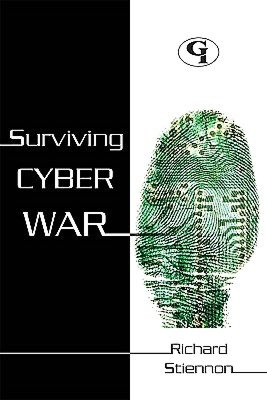 GI
Surviving
CYBER
WAR
Richard
Stiennon